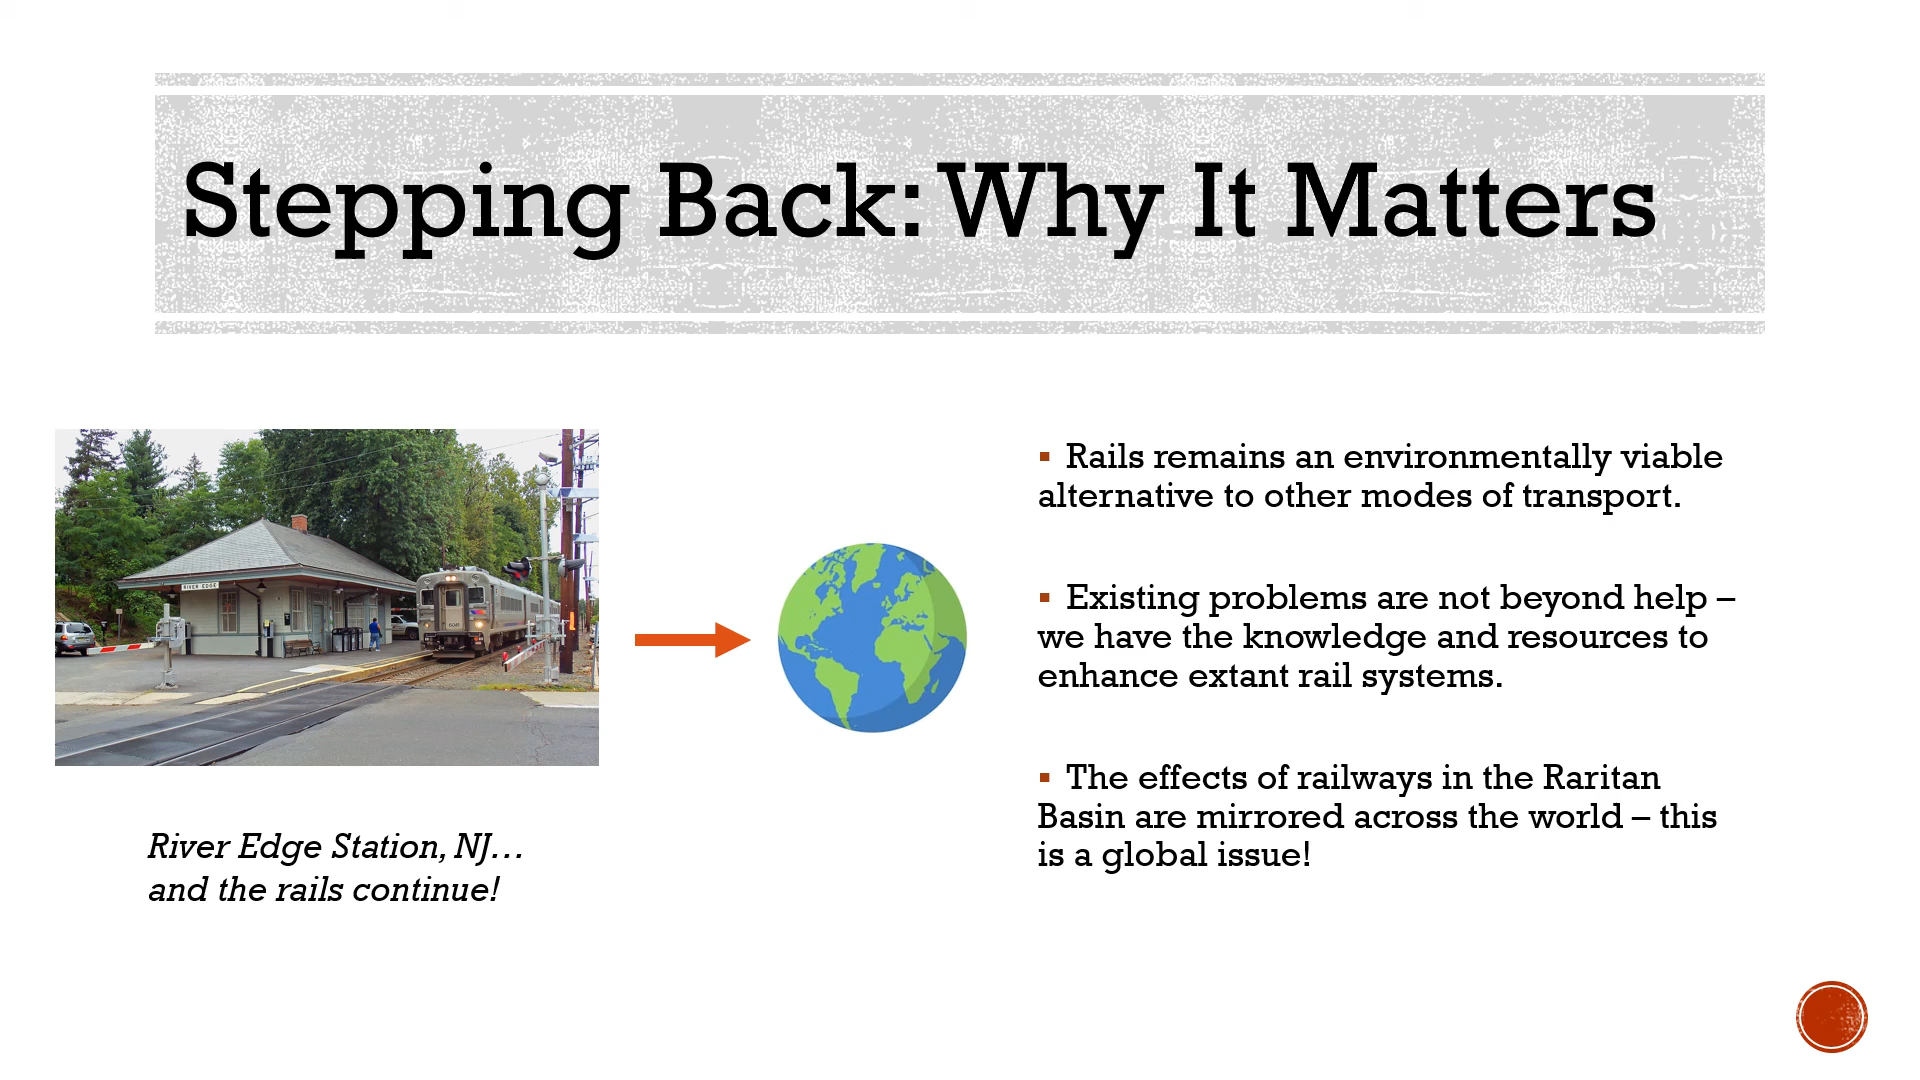 Stepping Back: Why It Matters
RIVER EDGE
6048
River Edge Station, NJ…
and the rails continue!
▪ Rails remains an environmentally viable
alternative to other modes of transport.
▪ Existing problems are not beyond help –
we have the knowledge and resources to
enhance extant rail systems.
▪ The effects of railways in the Raritan
Basin are mirrored across the world – this
is a global issue!